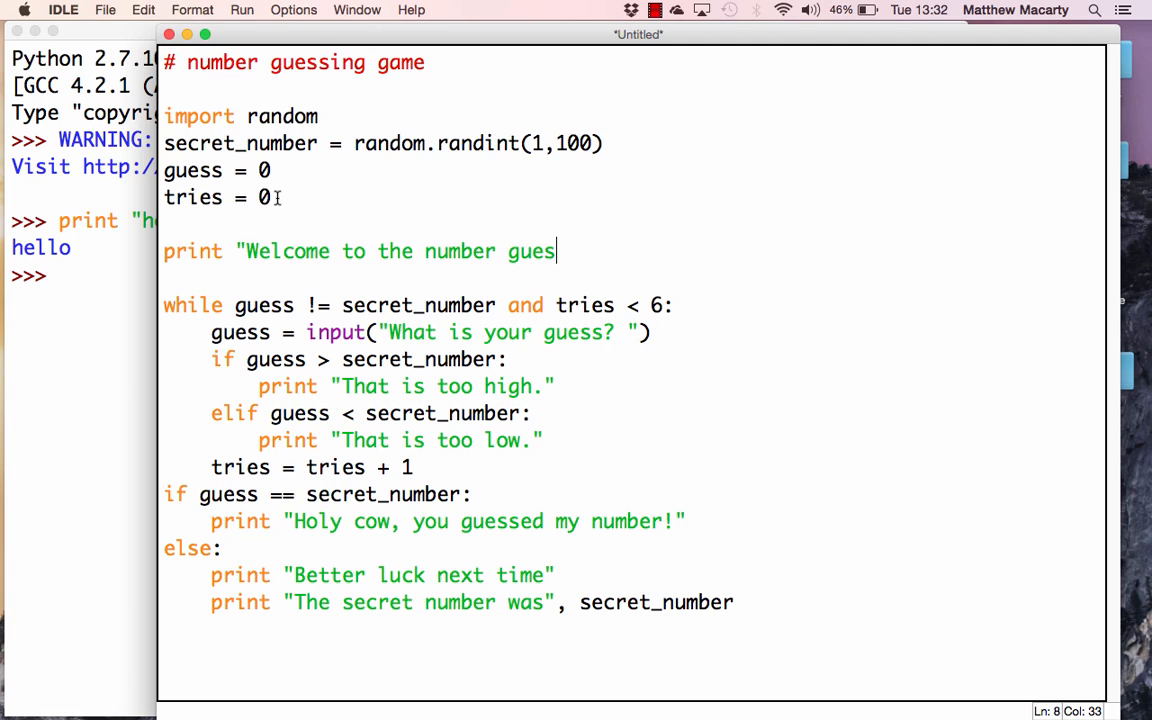 IDLE File Edit Format Run Options Window Help 46% Tue 13:32 Matthew Macarty
*Untitled*
Python 2.7.10
[GCC 4.2.1 (
Type "copyri
>>> WARNING:
Visit http:/
>>> print "he
hello
>>>
# number guessing game
import random
secret_number = random.randint(1,100)
guess = 0
tries = 0
print "Welcome to the number gues
while guess != secret_number and tries < 6:
    guess = input("What is your guess? ")
    if guess > secret_number:
        print "That is too high."
    elif guess < secret_number:
        print "That is too low."
    tries = tries + 1
if guess == secret_number:
    print "Holy cow, you guessed my number!"
else:
    print "Better luck next time"
    print "The secret number was", secret_number
Ln: 8 Col: 33